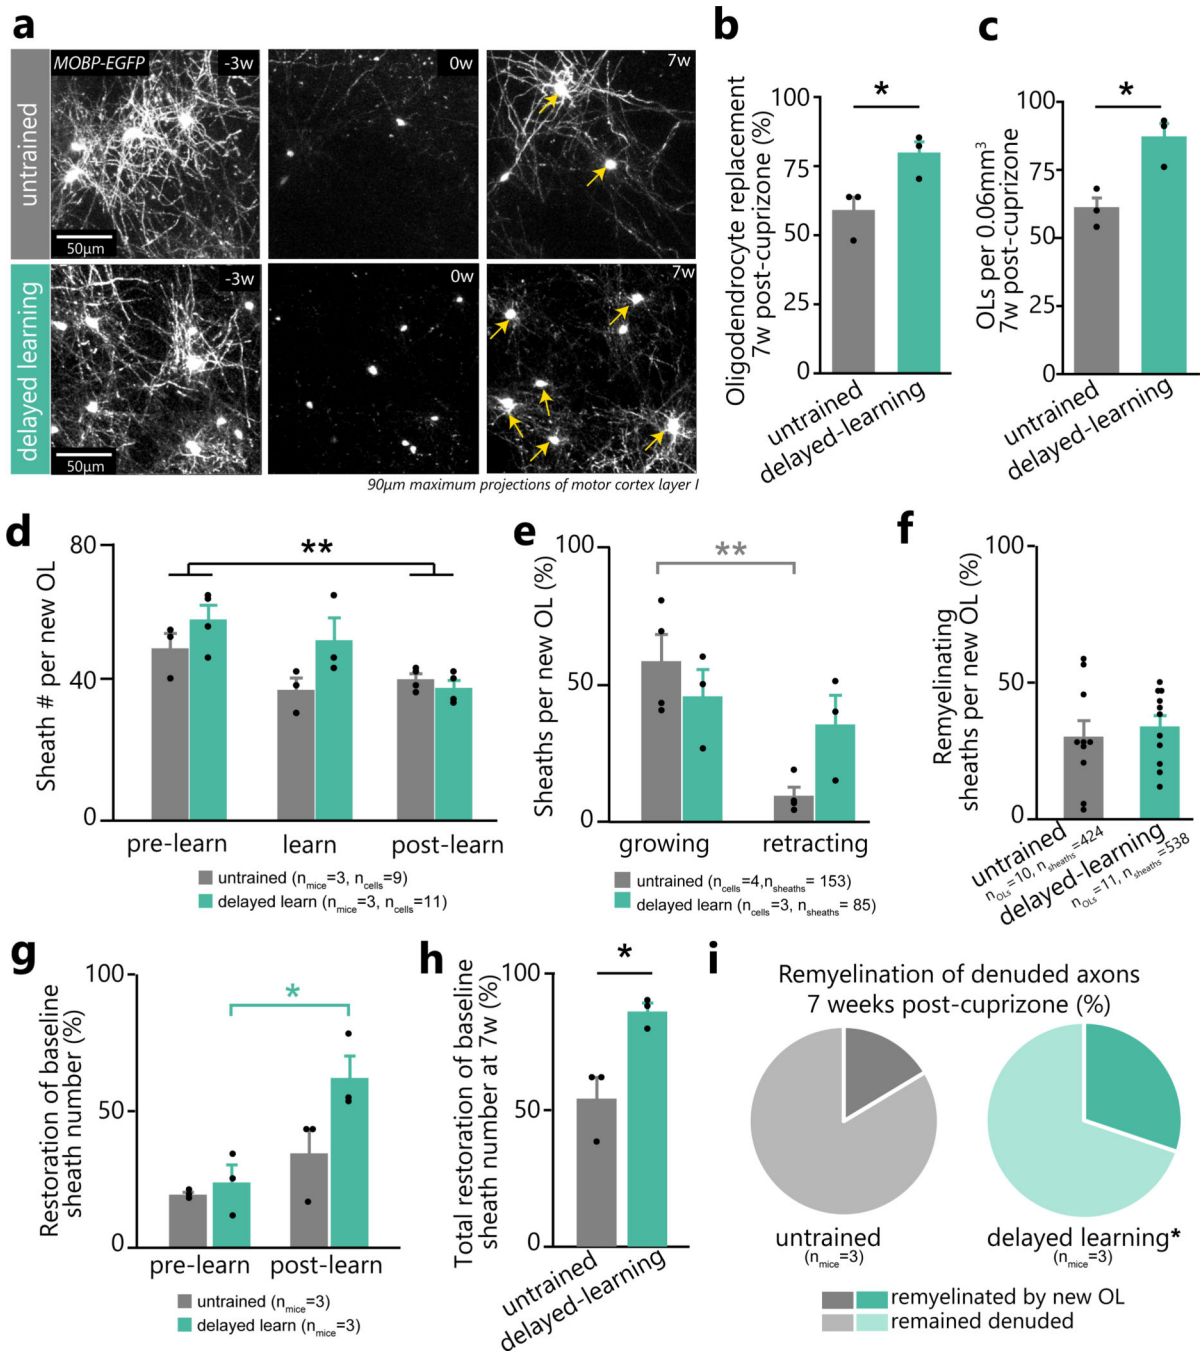 a
untrained
MOBP-EGFP
-3w
0w
7w
50µm
delayed learning
-3w
0w
7w
50µm
90µm maximum projections of motor cortex layer I
b
Oligodendrocyte replacement
7w post-cuprizone (%)
100
75
50
25
0
*
untrained
delayed-learning
c
OLs per 0.06mm³
7w post-cuprizone
100
75
50
25
0
*
untrained
delayed-learning
d
Sheath # per new OL
80
40
0
**
pre-learn
learn
post-learn
untrained (nmice=3, ncells=9)
delayed learn (nmice=3, ncells=11)
e
Sheaths per new OL (%)
100
50
0
**
growing
retracting
untrained (ncells=4,nsheaths= 153)
delayed learn (ncells=3, nsheaths= 85)
f
Remyelinating
sheaths per new OL (%)
100
50
0
untrained
nOLs=10, nsheaths=424
delayed-learning
nOLs=11, nsheaths=538
g
Restoration of baseline
sheath number (%)
100
50
0
*
pre-learn
post-learn
untrained (nmice=3)
delayed learn (nmice=3)
h
Total restoration of baseline
sheath number at 7w (%)
100
50
0
*
untrained
delayed-learning
i
Remyelination of denuded axons
7 weeks post-cuprizone (%)
untrained
(nmice=3)
delayed learning*
(nmice=3)
remyelinated by new OL
remained denuded